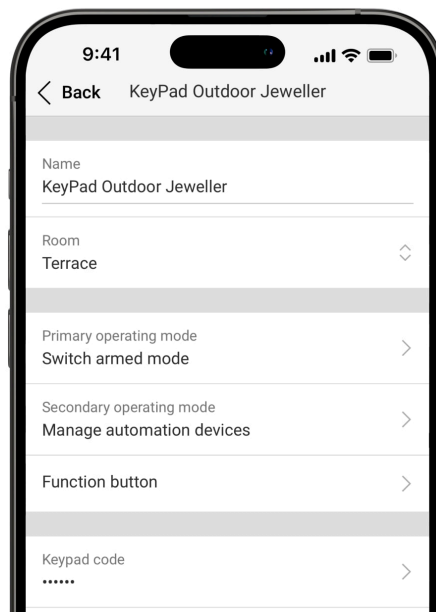 9:41
Back KeyPad Outdoor Jeweller
Name
KeyPad Outdoor Jeweller
Room
Terrace
Primary operating mode
Switch armed mode
Secondary operating mode
Manage automation devices
Function button
Keypad code
••••••